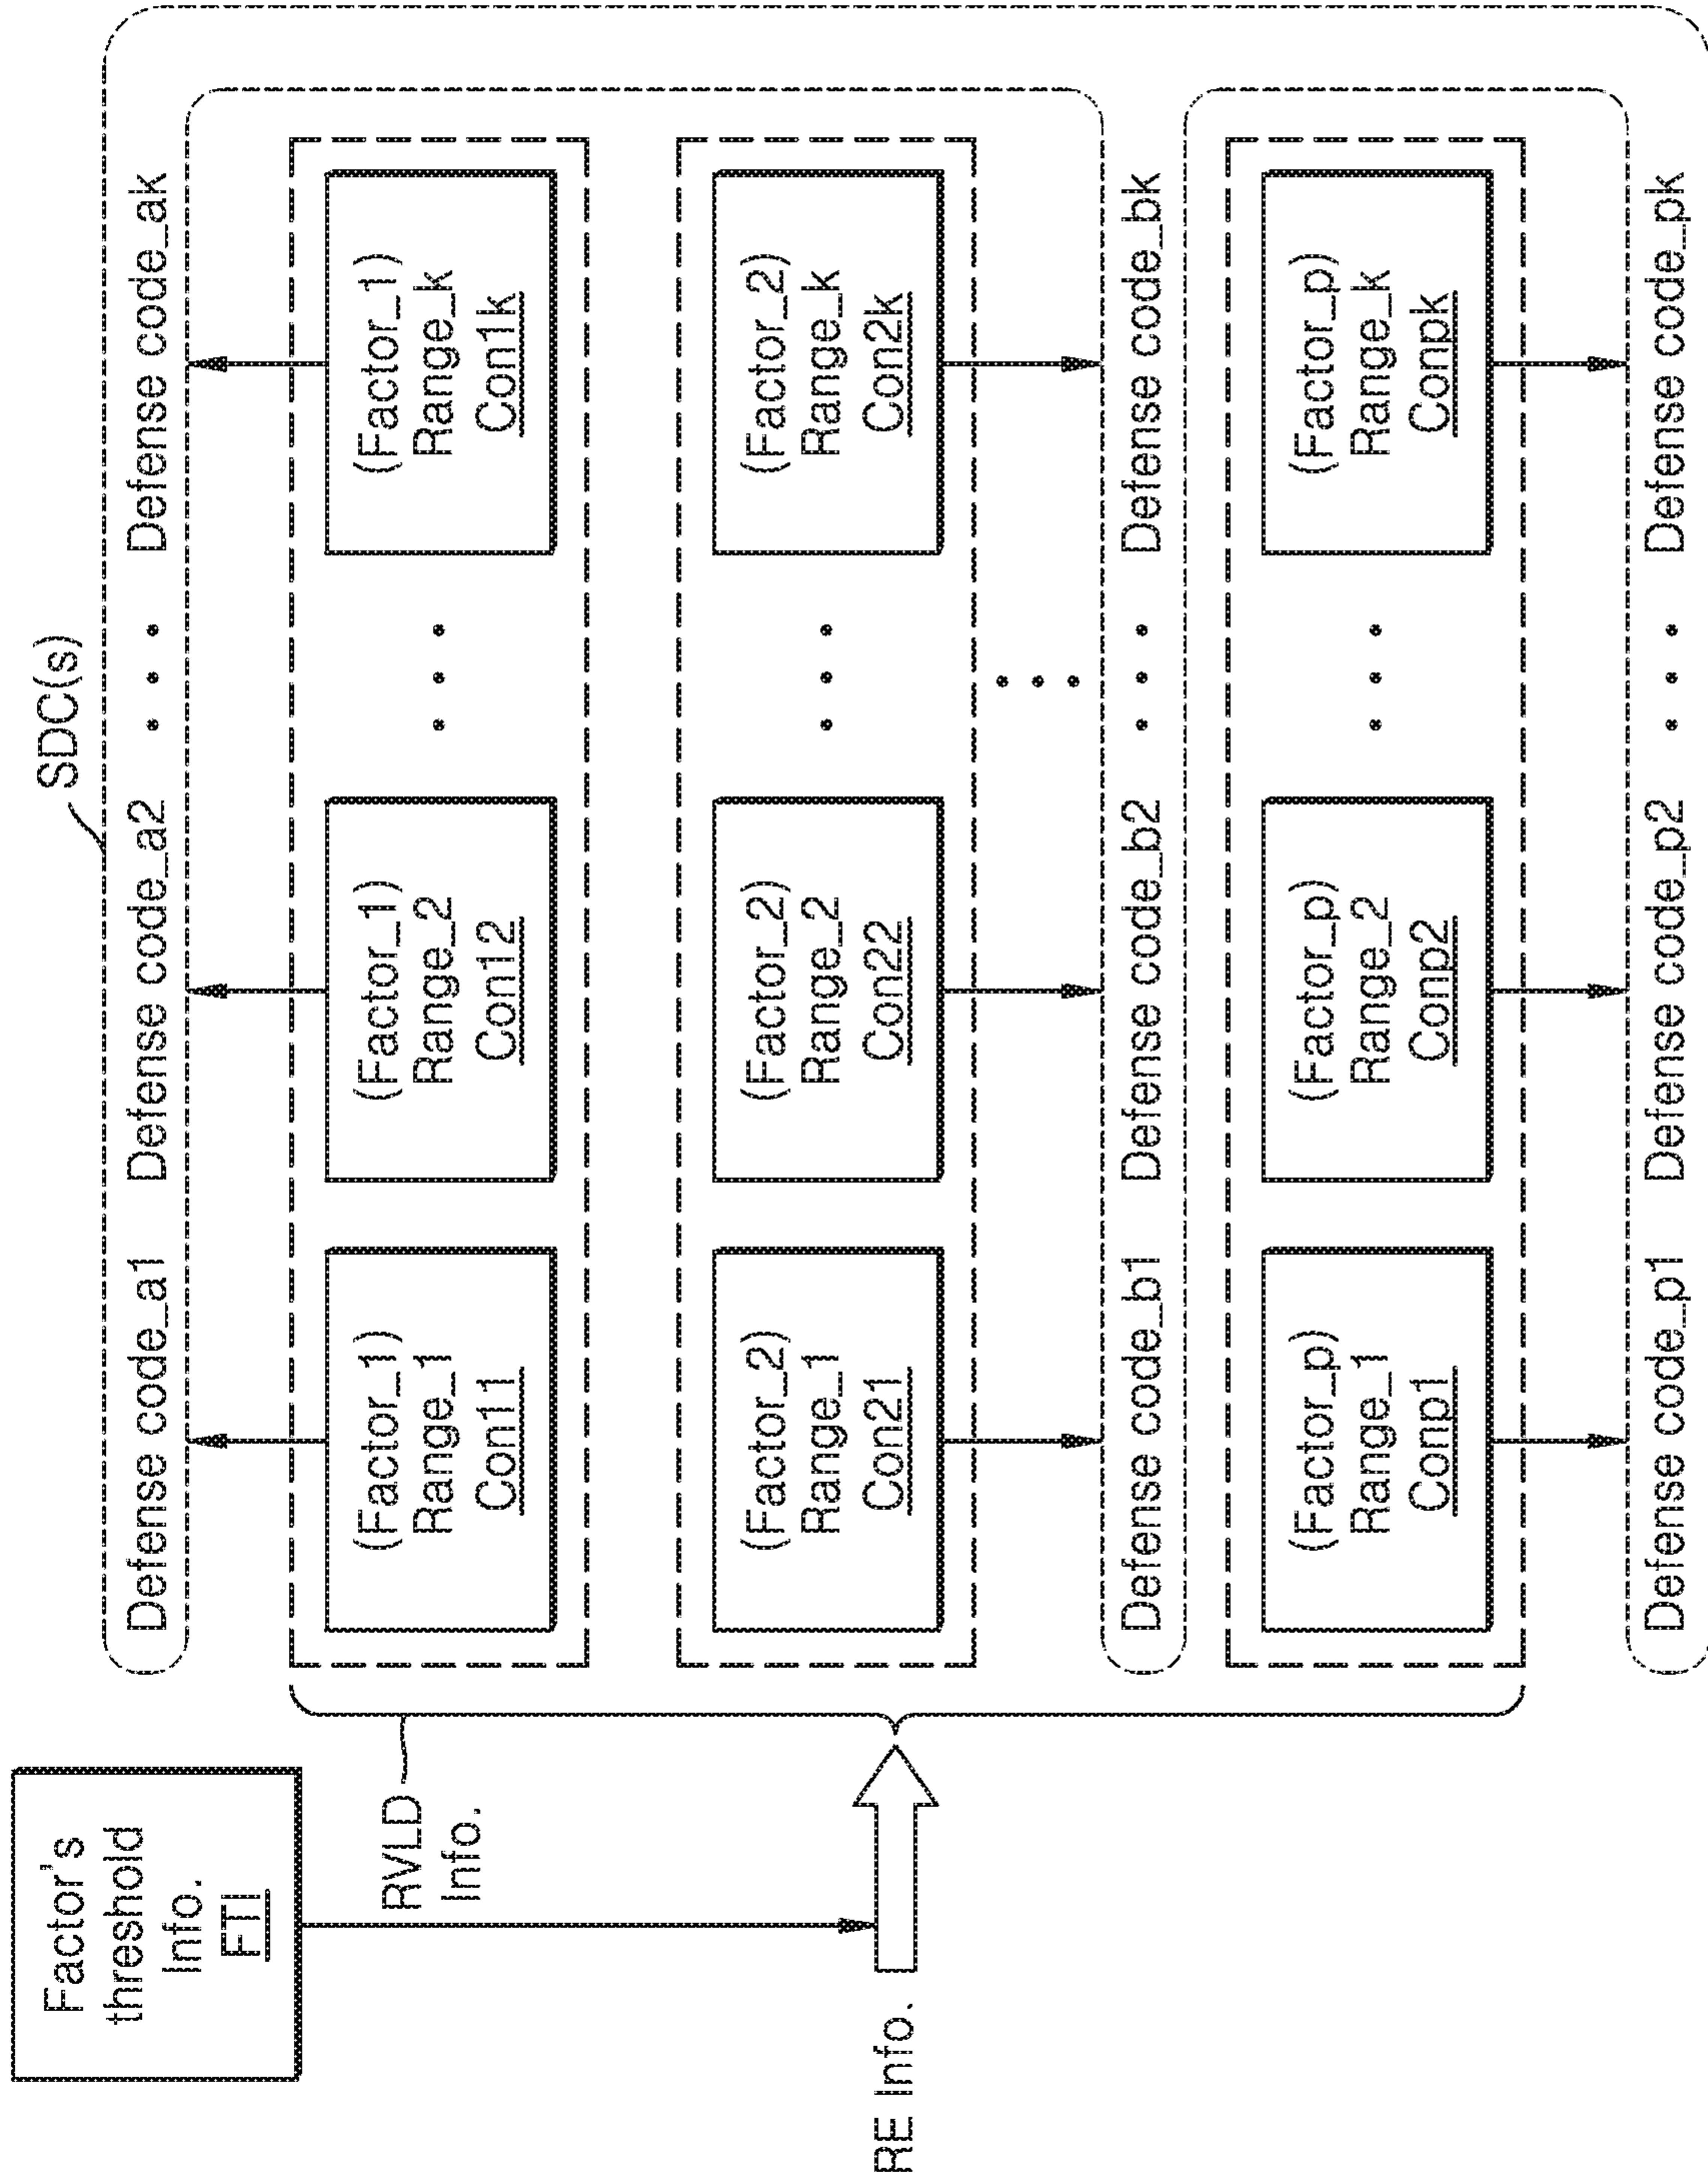 SDC(s)
Defense code_a1
Defense code_a2
Defense code_ak
Factor's
threshold
Info.
FTI
(Factor_1)
Range_1
Con11
(Factor_1)
Range_2
Con12
(Factor_1)
Range_k
Con1k
RVLD
Info.
(Factor_2)
Range_1
Con21
(Factor_2)
Range_2
Con22
(Factor_2)
Range_k
Con2k
RE Info.
Defense code_b1
Defense code_b2
Defense code_bk
(Factor_p)
Range_1
Conp1
(Factor_p)
Range_2
Conp2
(Factor_p)
Range_k
Conpk
Defense code_p1
Defense code_p2
Defense code_pk